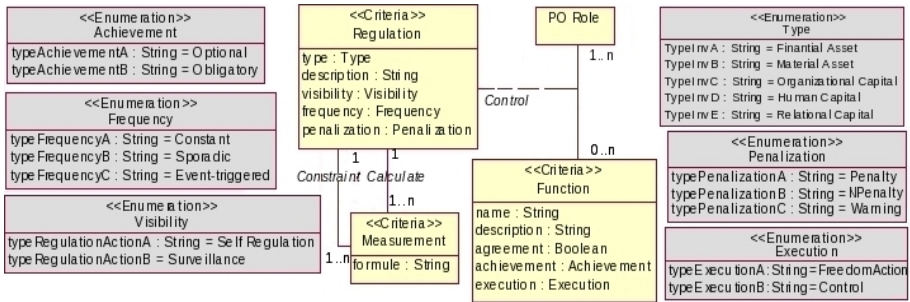 <<Enumeration>>
Achievement
typeAchievementA : String = Optional
typeAchievementB : String = Obligatory
<<Enumeration>>
Frequency
typeFrequencyA : String = Constant
typeFrequencyB : String = Sporadic
typeFrequencyC : String = Event-triggered
<<Enumeration>>
Visibility
typeRegulationActionA : String = Self Regulation
typeRegulationActionB = Surveillance
<<Criteria>>
Regulation
type : Type
description : String
visibility : Visibility
frequency : Frequency
penalization : Penalization
1
1
Constraint
Calculate
1..n
1..n
<<Criteria>>
Measurement
formule : String
PO Role
1..n
Control
0..n
<<Criteria>>
Function
name : String
description : String
agreement : Boolean
achievement : Achievement
execution : Execution
<<Enumeration>>
Type
TypeInvA : String = Finantial Asset
TypeInvB : String = Material Asset
TypeInvC : String = Organizational Capital
TypeInvD : String = Human Capital
TypeInvE : String = Relational Capital
<<Enumeration>>
Penalization
typePenalizationA : String = Penalty
typePenalizationB : String = NPenalty
typePenalizationC : String = Warning
<<Enumeration>>
Execution
typeExecutionA:String=FreedomAction
typeExecutionB:String=Control